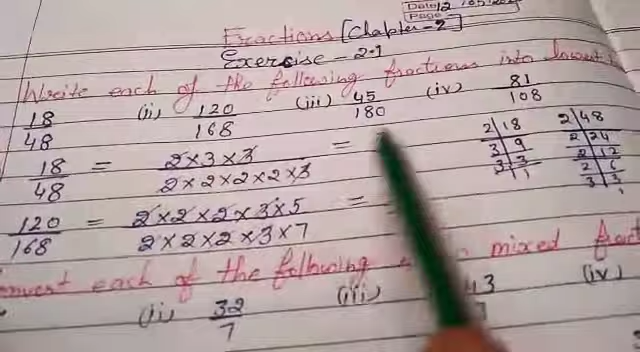 Date 12
Page
Fractions [Chapter-2]
Exercise - 2.1
Write each of the following fractions into lowest
18/48 (ii) 120/168 (iii) 45/180 (iv) 81/108
18/48 = 2×3×3/2×2×2×2×3 =
2|18 2|48
3|9 2|24
3|3 2|12
1 2|6
3|3
1
120/168 = 2×2×2×3×5/2×2×2×3×7 =
convert each of the following mixed
(ii) 32/7 (iii) 43 (iv)